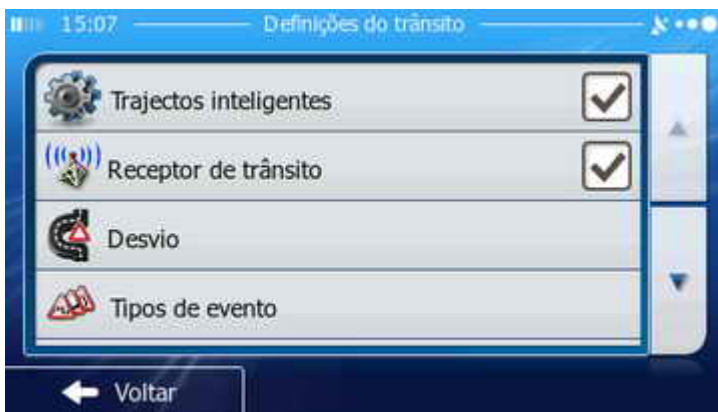 15:07 Definições do trânsito
Trajectos inteligentes
Receptor de trânsito
Desvio
Tipos de evento
Voltar